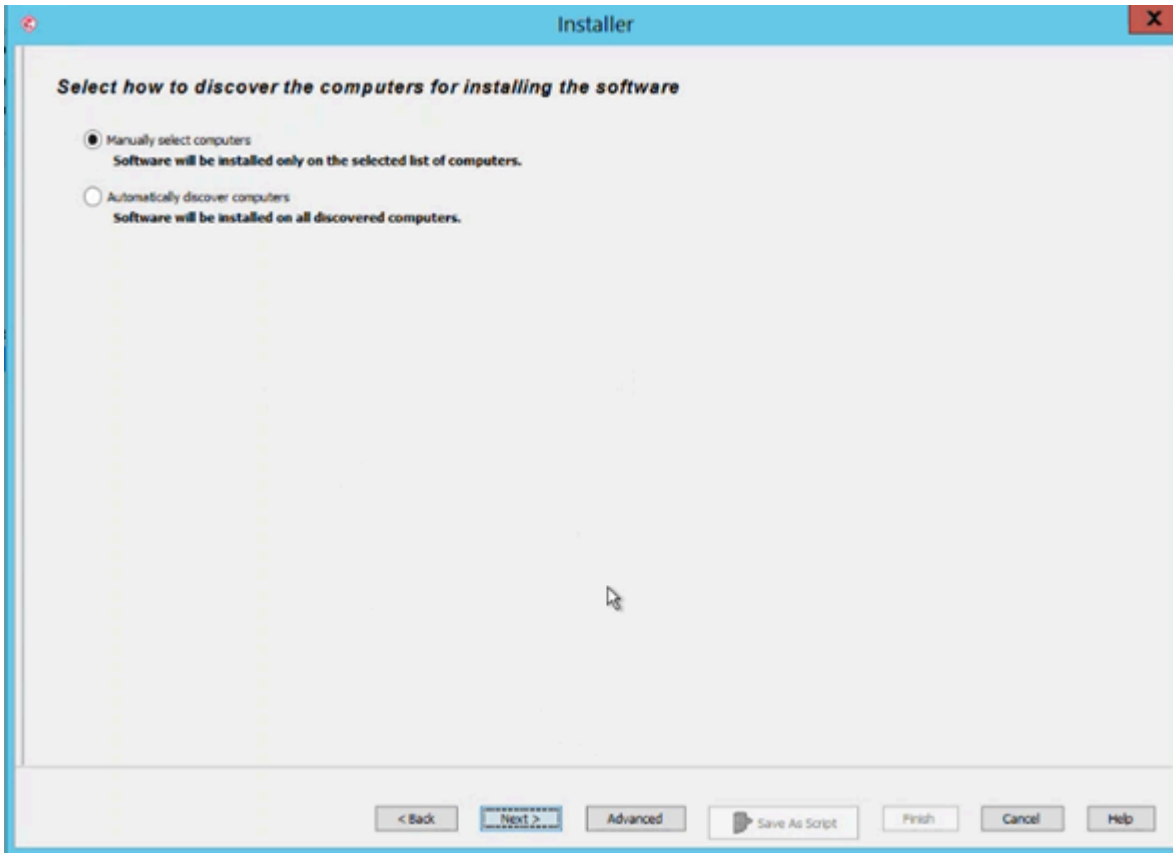 Installer
X
Select how to discover the computers for installing the software
Manually select computers
Software will be installed only on the selected list of computers.
Automatically discover computers
Software will be installed on all discovered computers.
< Back Next > Advanced Save As Script Finish Cancel Help